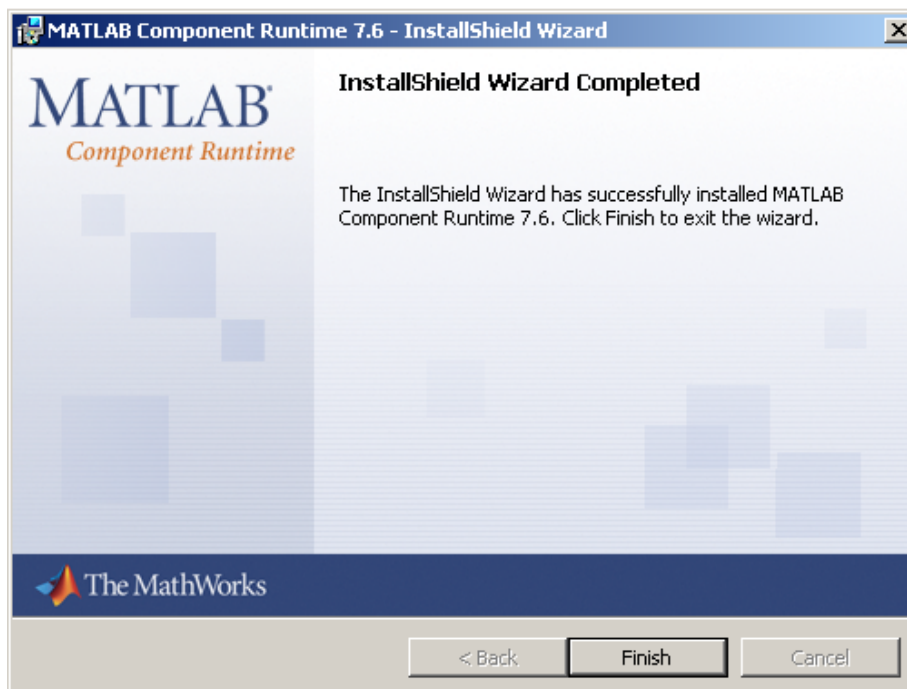 MATLAB Component Runtime 7.6 - InstallShield Wizard
MATLAB®
Component Runtime
InstallShield Wizard Completed
The InstallShield Wizard has successfully installed MATLAB
Component Runtime 7.6. Click Finish to exit the wizard.
The MathWorks
< Back
Finish
Cancel